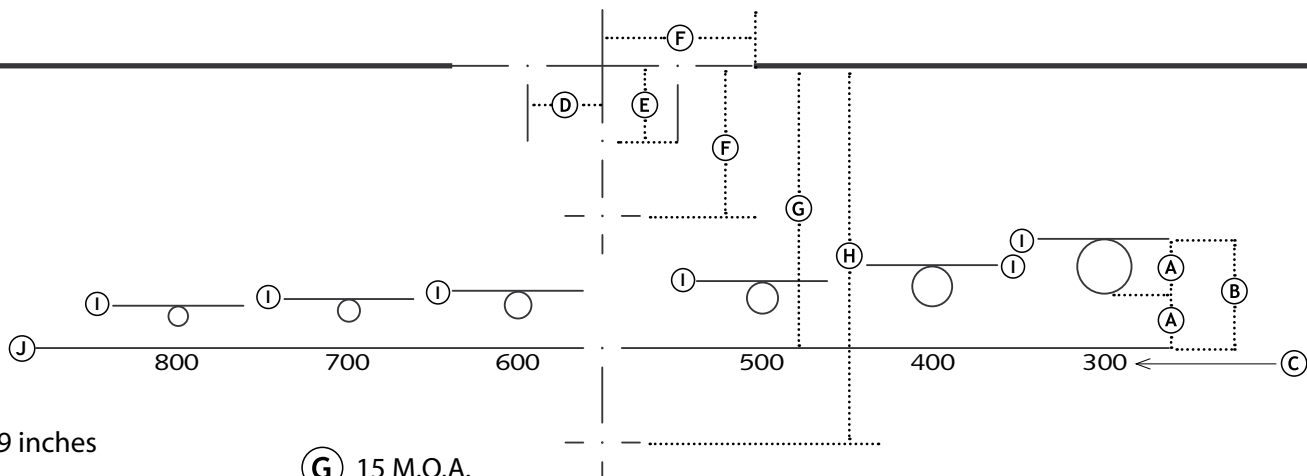 F
D E
F
G
I H I A
I I I I A B
J
800 700 600 500 400 300 C
9 inches
G 15 M.O.A.